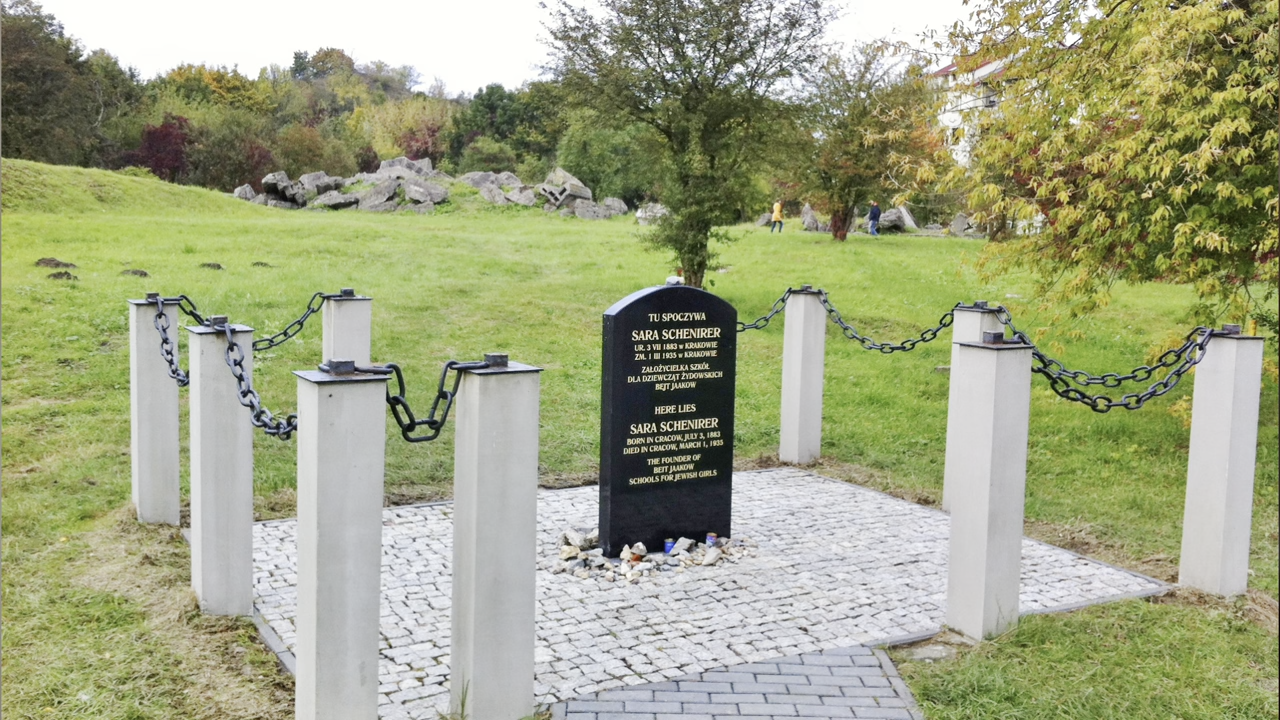 TU SPOCZYWA
SARA SCHENIRER
UR. 3 VII 1883 w KRAKOWIE
ZM. 1 III 1935 w KRAKOWIE
ZAŁOŻYCIELKA SZKÓŁ
DLA DZIEWCZĄT ŻYDOWSKICH
BEJT JAAKOW
HERE LIES
SARA SCHENIRER
BORN IN CRACOW, JULY 3, 1883
DIED IN CRACOW, MARCH 1, 1935
THE FOUNDER OF
BEIT JAAKOW
SCHOOLS FOR JEWISH GIRLS